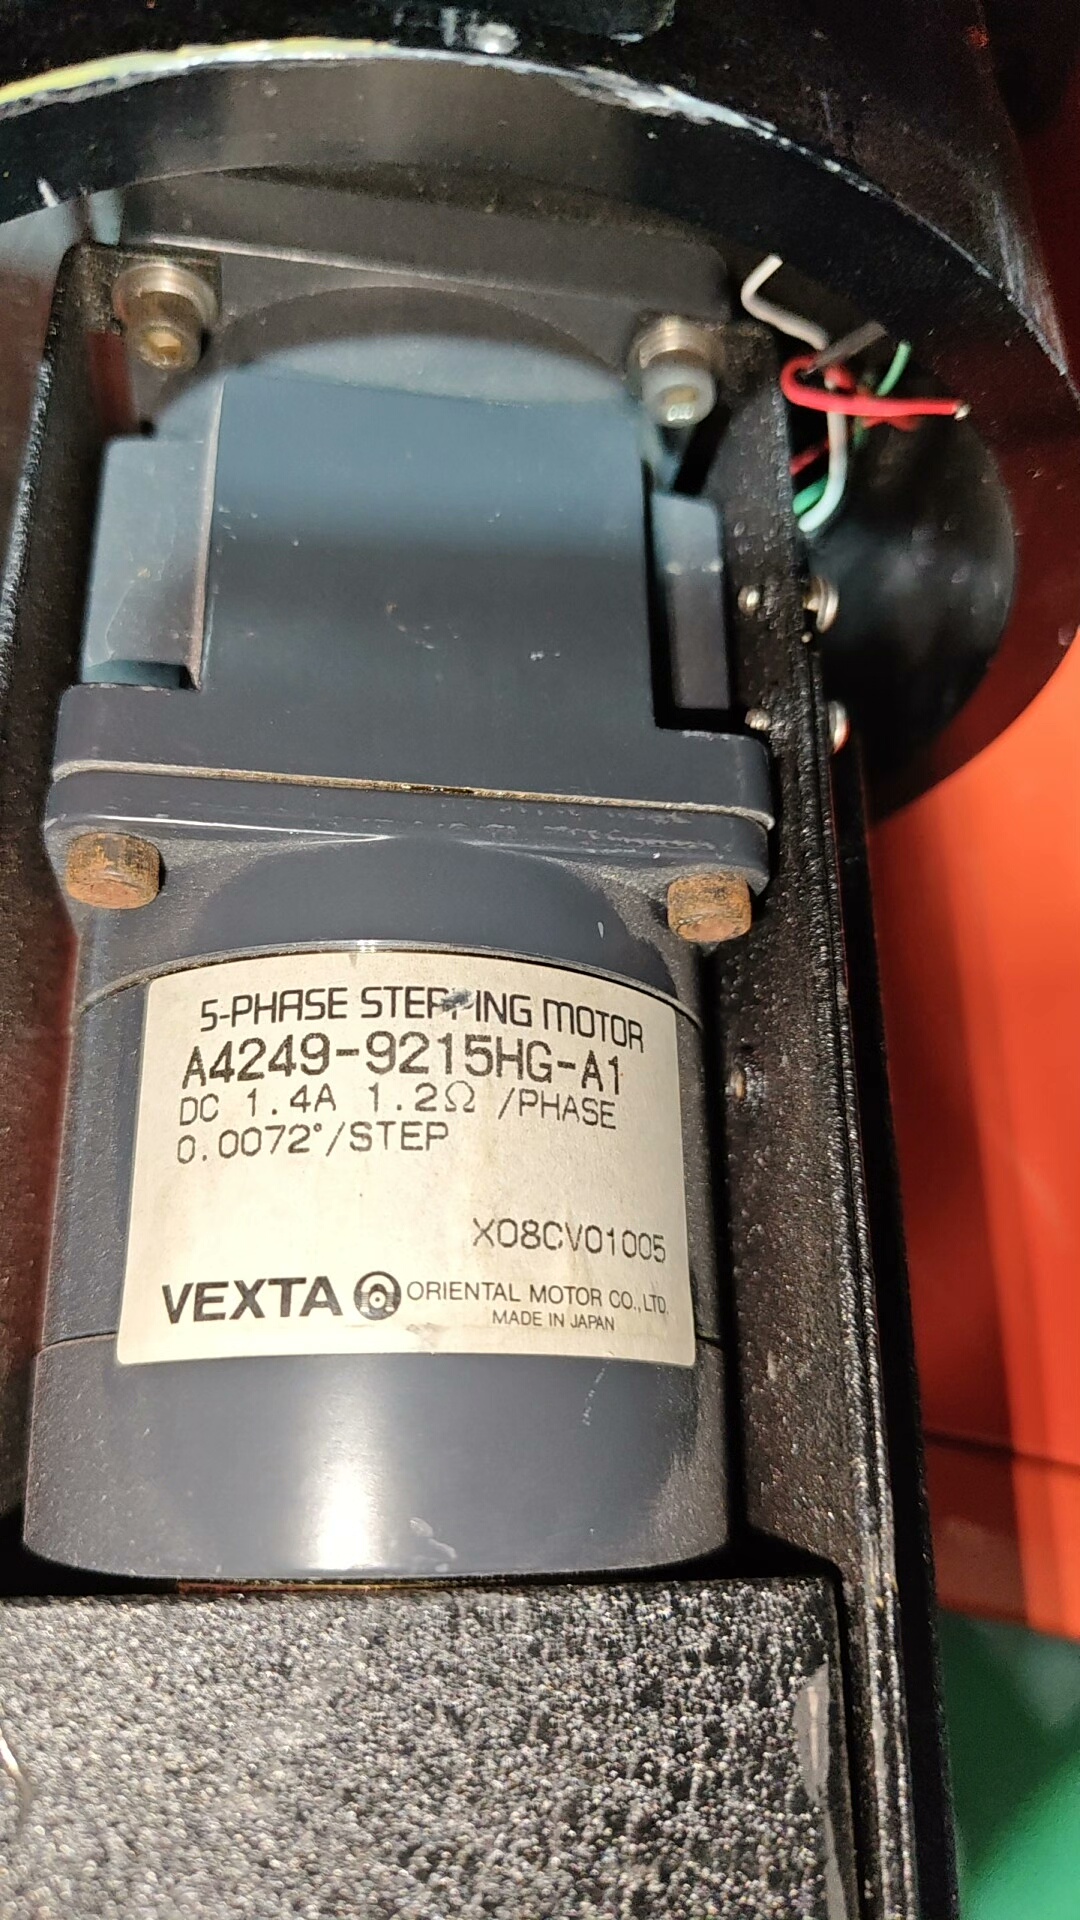 5-PHASE STEPPING MOTOR
A4249-9215HG-A1
DC 1.4A 1.2Ω /PHASE
0.0072°/STEP
X08CV01005
VEXTA ORIENTAL MOTOR CO.,LTD.
MADE IN JAPAN